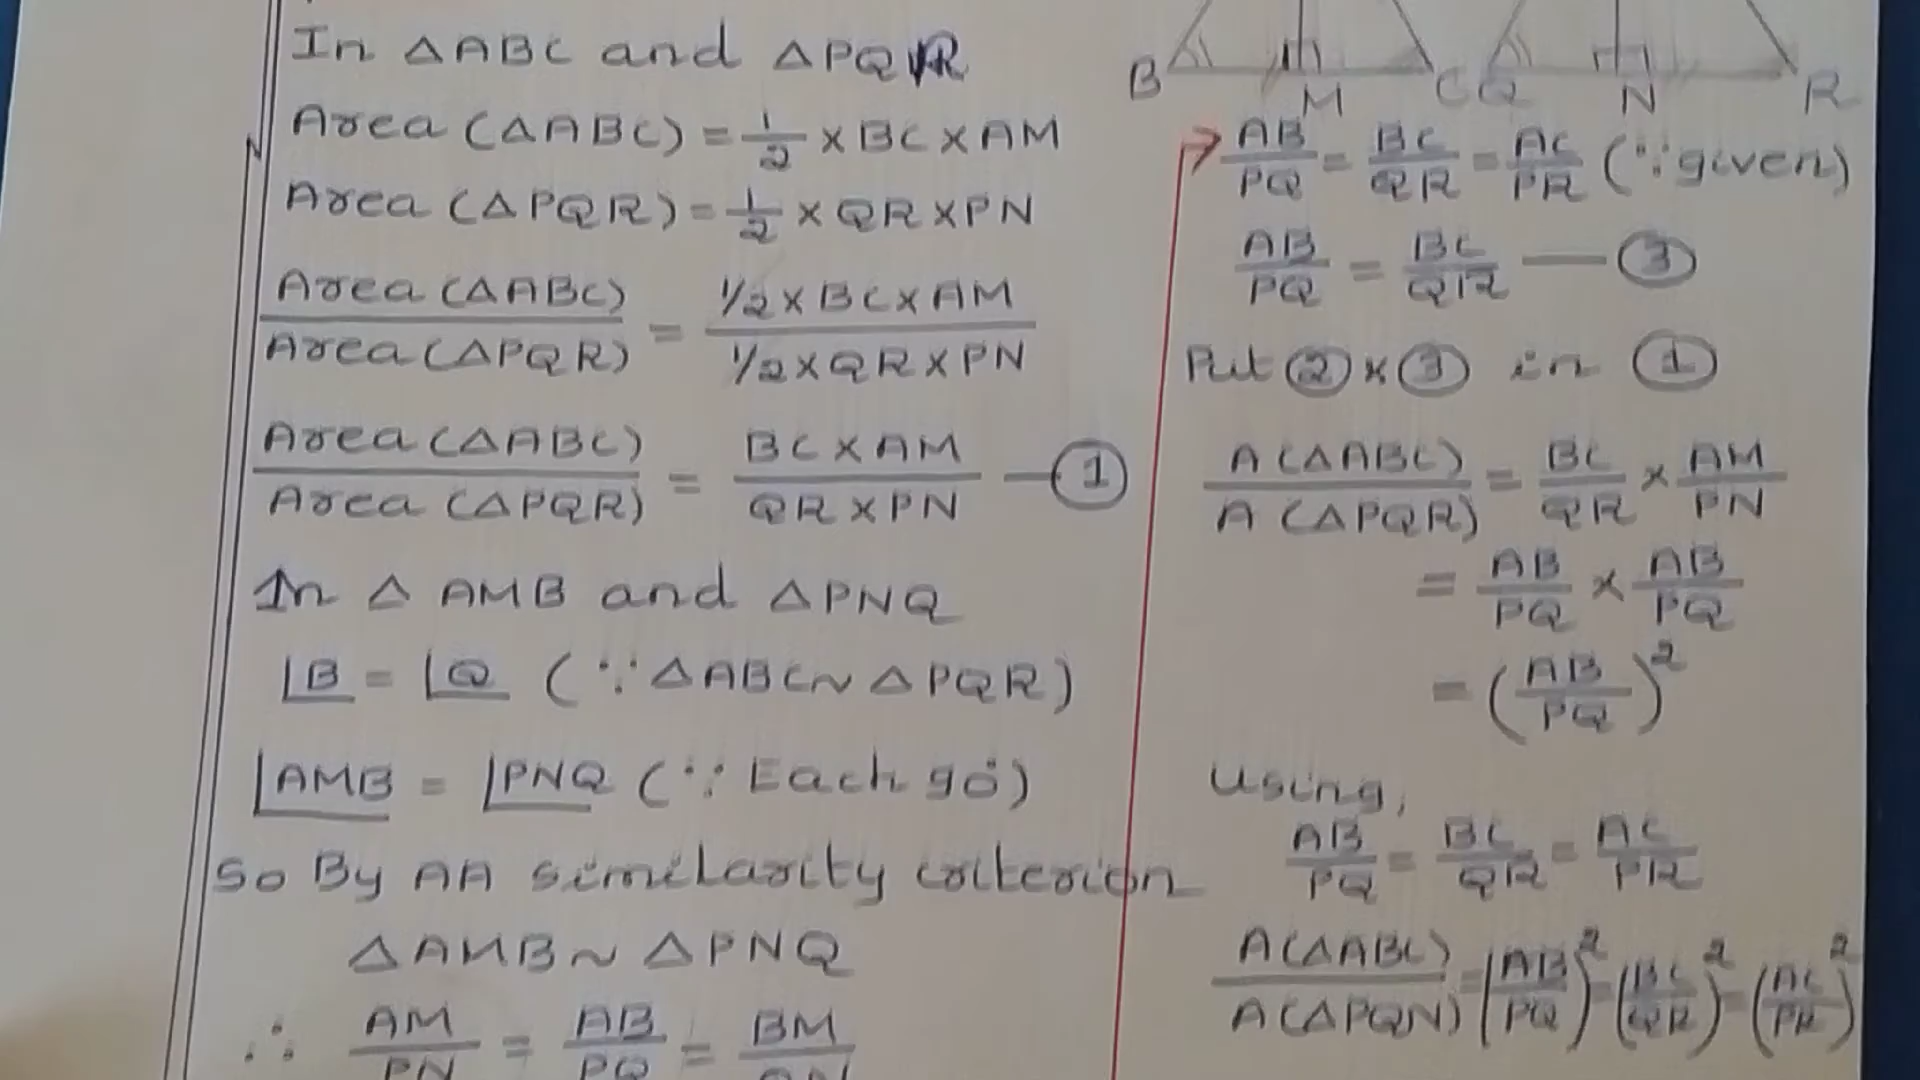 In △ABC and △PQR
Area (△ABC) = 1/2 × BC × AM
Area (△PQR) = 1/2 × QR × PN
Area (△ABC) / Area (△PQR) = 1/2 × BC × AM / 1/2 × QR × PN
Area (△ABC) / Area (△PQR) = BC × AM / QR × PN — ①
In △ AMB and △PNQ
∠B = ∠Q (∵ △ABC ~ △PQR)
∠AMB = ∠PNQ (∵ Each 90°)
So By AA similarity criterion
△AMB ~ △PNQ
∴ AM / PN = AB / PQ = BM / QN
B M C Q N R
→ AB / PQ = BC / QR = AC / PR (∵ given)
AB / PQ = BC / QR — ③
Put ② × ③ in ①
A (△ABC) / A (△PQR) = BC / QR × AM / PN
= AB / PQ × AB / PQ
= (AB / PQ)²
Using,
AB / PQ = BC / QR = AC / PR
A (△ABC) / A (△PQN) = (AB / PQ)² = (BC / QR)² = (AC / PR)²